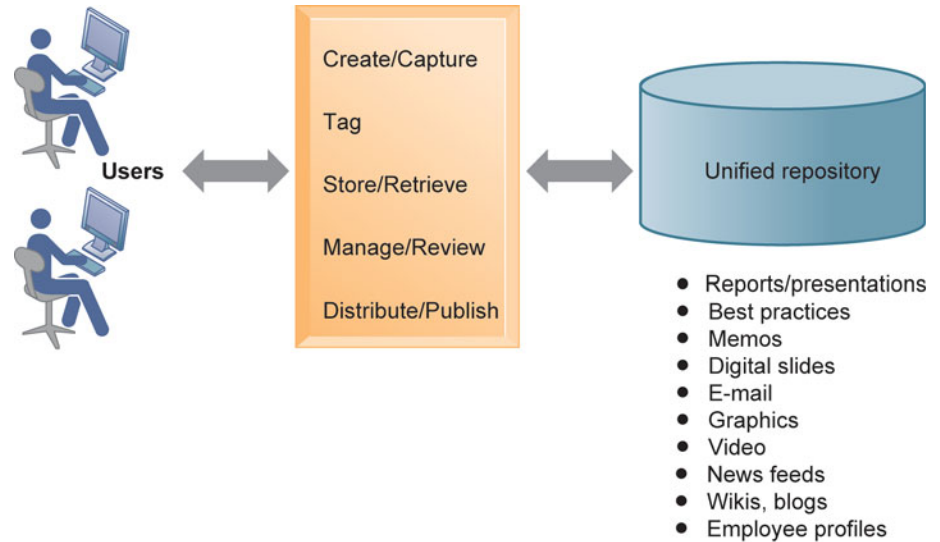 Users
Create/Capture
Tag
Store/Retrieve
Manage/Review
Distribute/Publish
Unified repository
● Reports/presentations
● Best practices
● Memos
● Digital slides
● E-mail
● Graphics
● Video
● News feeds
● Wikis, blogs
● Employee profiles